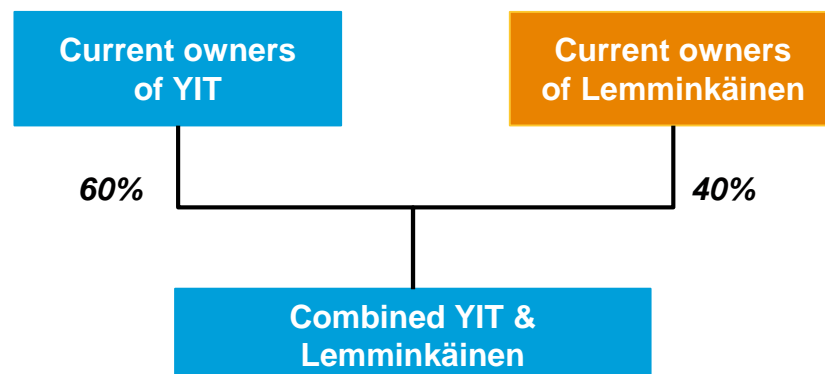 Current owners
of YIT
Current owners
of Lemminkäinen
60%
40%
Combined YIT &
Lemminkäinen